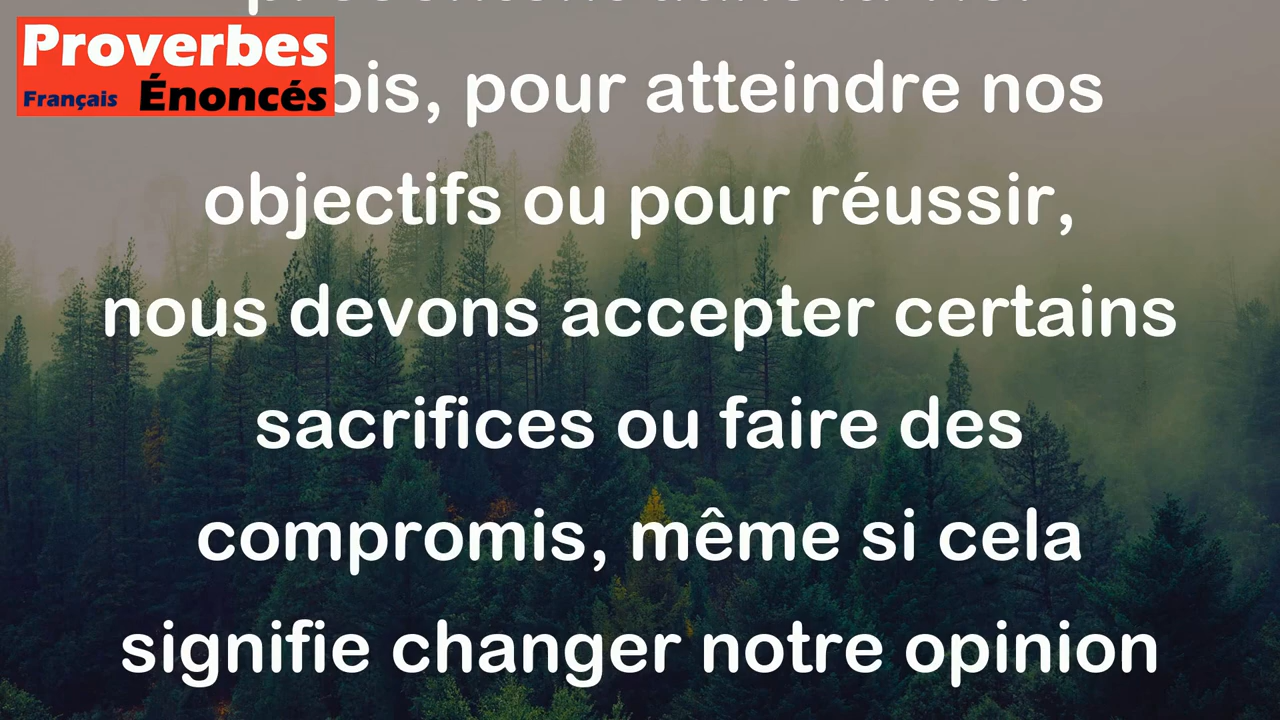 Proverbes
Français Énoncés
pour atteindre nos
objectifs ou pour réussir,
nous devons accepter certains
sacrifices ou faire des
compromis, même si cela
signifie changer notre opinion